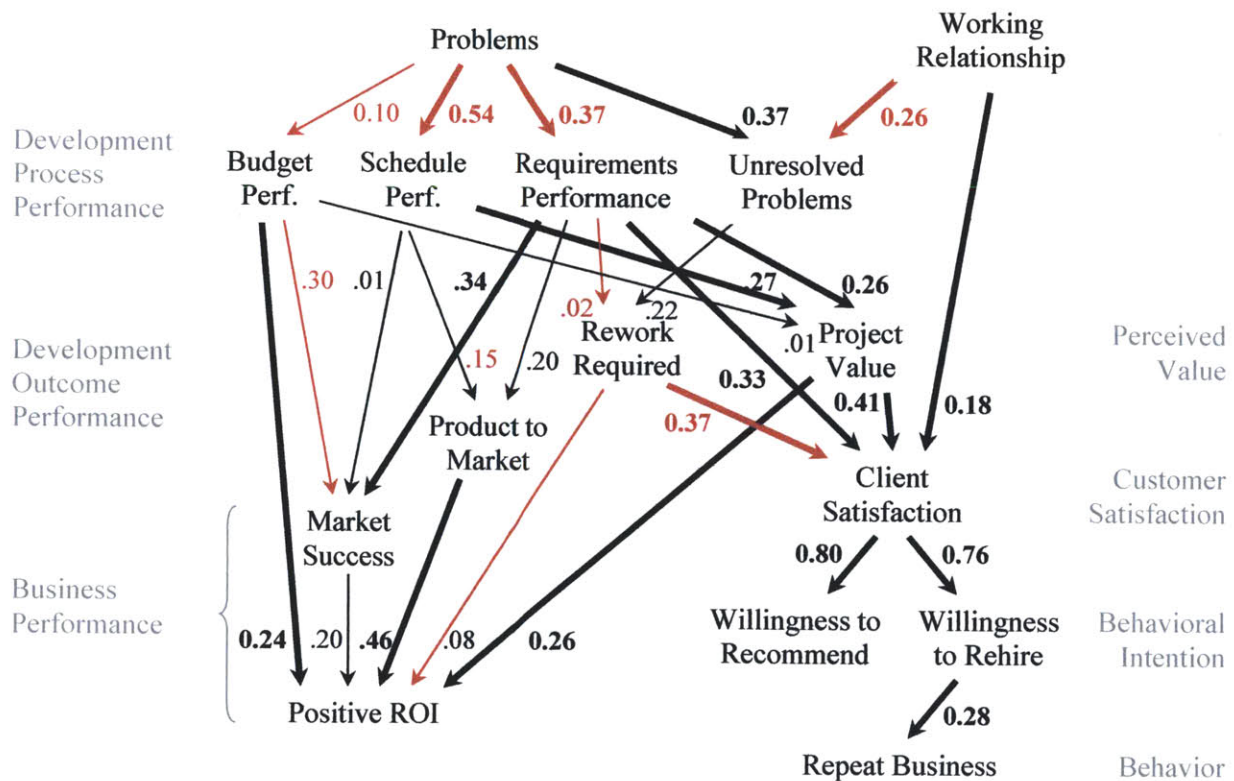 Working
Relationship
Problems
0.10
0.54
0.37
0.37
0.26
Development
Process
Performance
Budget
Perf.
Schedule
Perf.
Requirements
Performance
Unresolved
Problems
.30
.01
.34
.02
.22
.27
0.26
.01
Development
Outcome
Performance
.15
.20
Rework
Required
Project
Value
Perceived
Value
0.33
0.41
0.18
0.37
Product to
Market
Client
Satisfaction
Customer
Satisfaction
Market
Success
0.80
0.76
Business
Performance
0.24
.20
.46
.08
0.26
Willingness to
Recommend
Willingness
to Rehire
Behavioral
Intention
Positive ROI
0.28
Repeat Business
Behavior